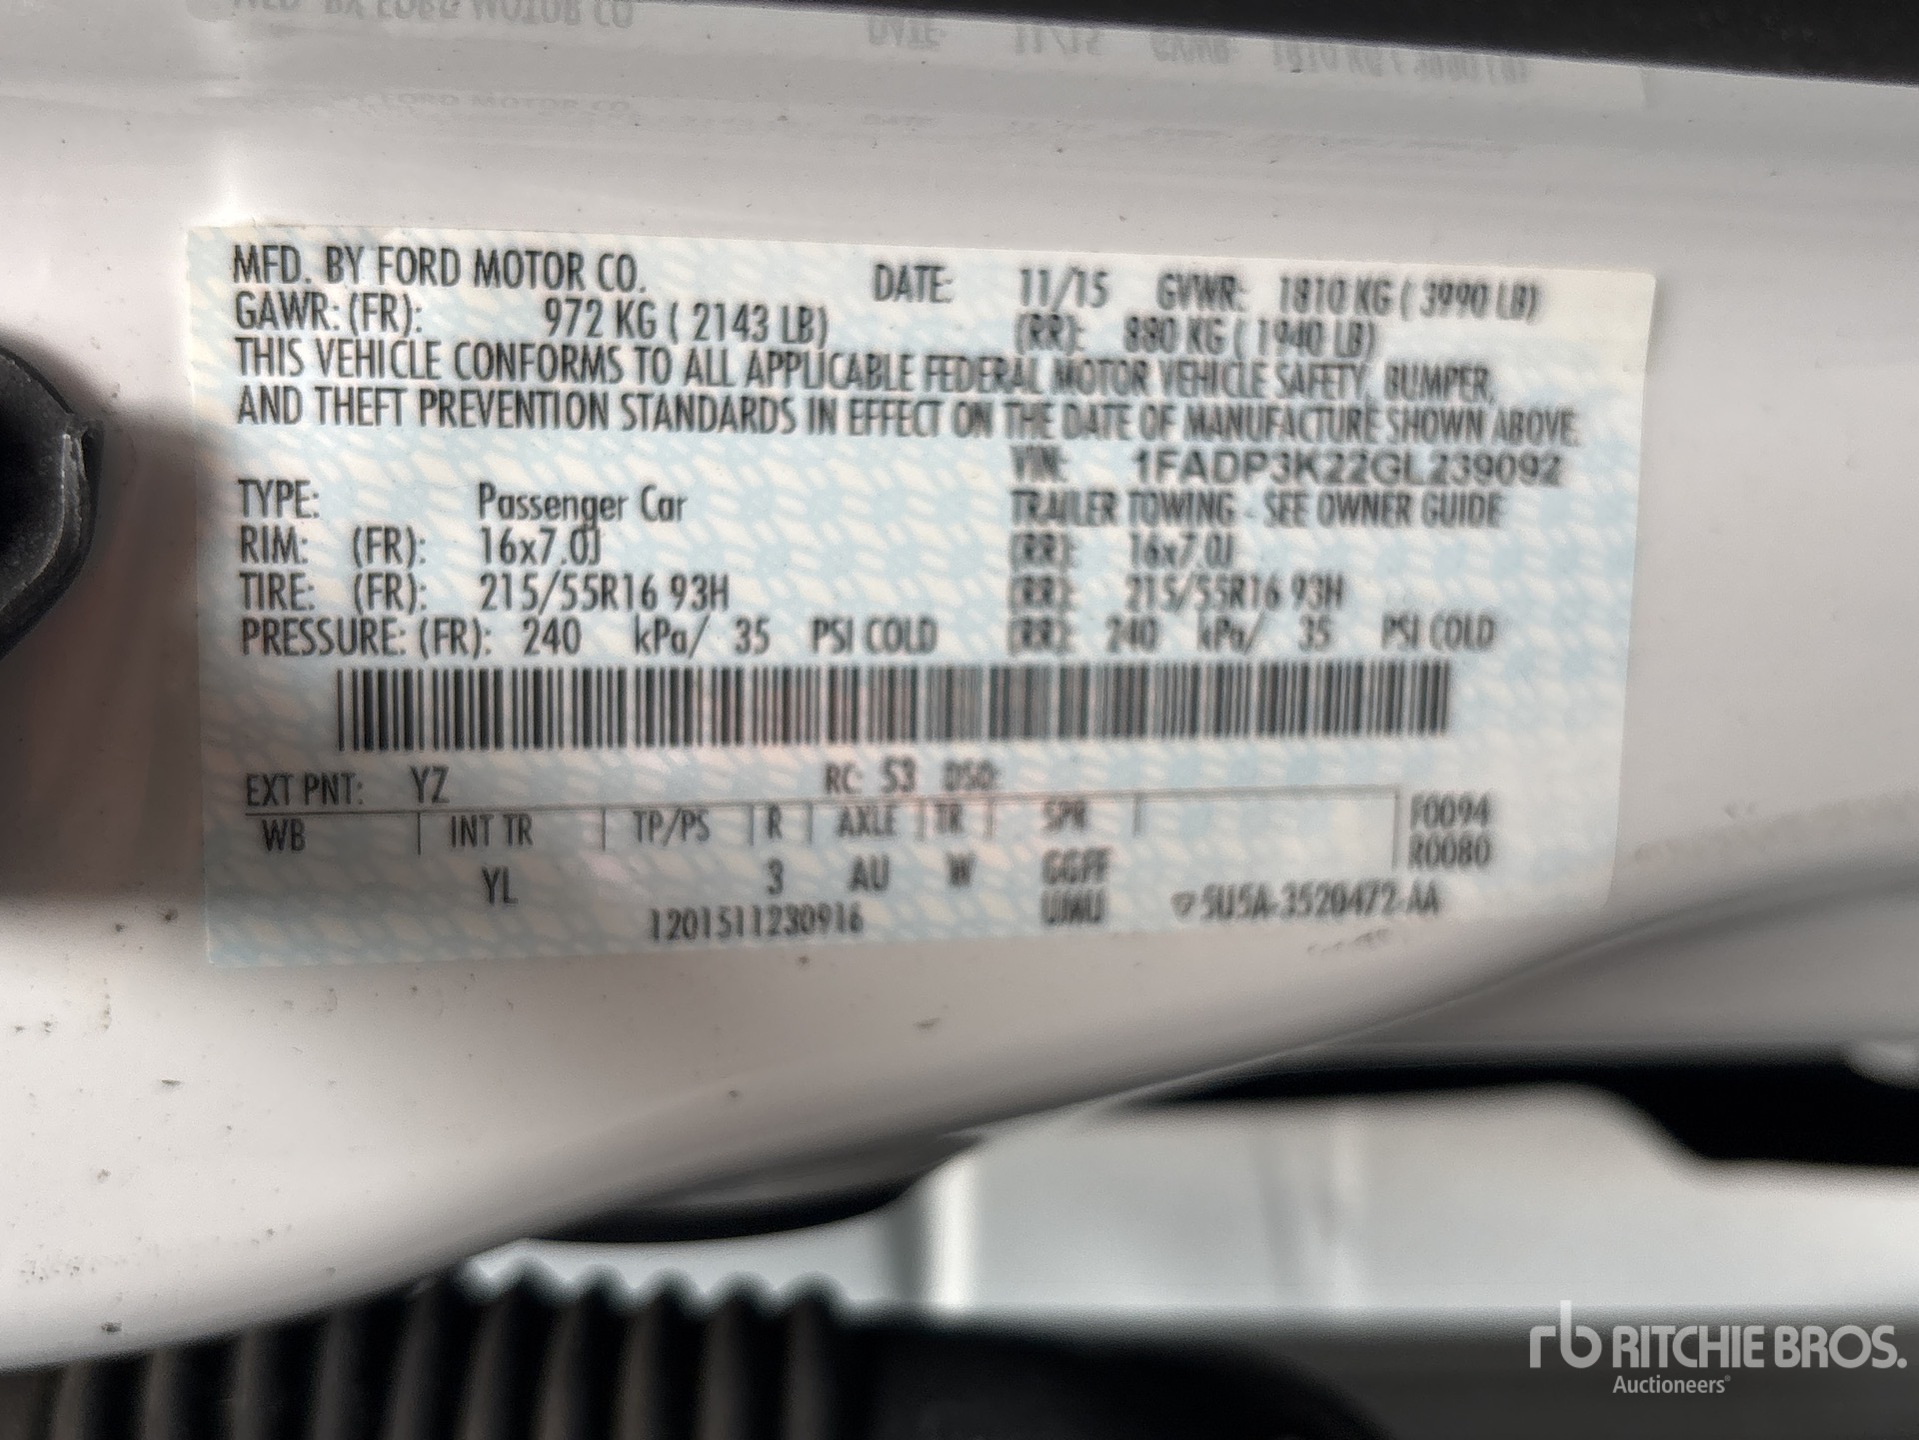 MFD. BY FORD MOTOR CO. DATE: 11/15 GVWR: 1810 KG ( 3990 LB)
GAWR: (FR): 972 KG ( 2143 LB) (RR): 880 KG ( 1940 LB)
THIS VEHICLE CONFORMS TO ALL APPLICABLE FEDERAL MOTOR VEHICLE SAFETY, BUMPER,
AND THEFT PREVENTION STANDARDS IN EFFECT ON THE DATE OF MANUFACTURE SHOWN ABOVE.
VIN: 1FADP3K22GL239092
TYPE: Passenger Car TRAILER TOWING - SEE OWNER GUIDE
RIM: (FR): 16x7.0J (RR): 16x7.0J
TIRE: (FR): 215/55R16 93H (RR): 215/55R16 93H
PRESSURE: (FR): 240 kPa/ 35 PSI COLD (RR): 240 kPa/ 35 PSI COLD
EXT PNT: YZ RC: 53 DSO:
WB INT TR TP/PS R AXLE TR SPR F0094
R0080
YL 3 AU W GGFF
1201511230916 UWU ▽5U5A-3520472-AA
rb RITCHIE BROS.
Auctioneers®